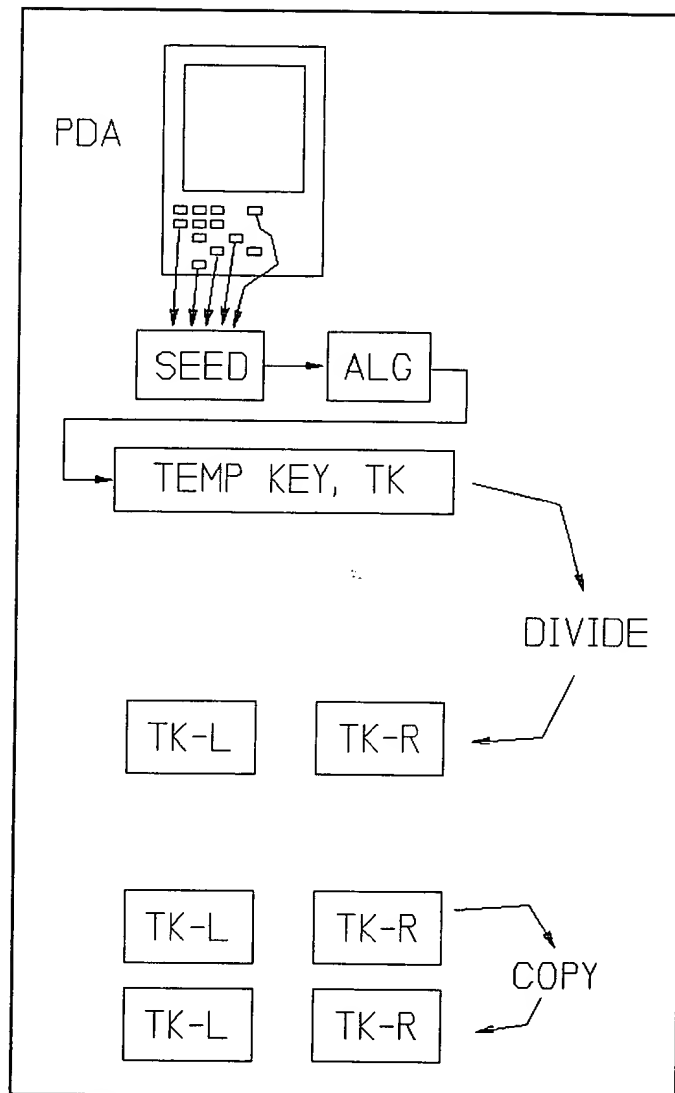 PDA
SEED ALG
TEMP KEY, TK
DIVIDE
TK-L TK-R
TK-L TK-R
COPY
TK-L TK-R